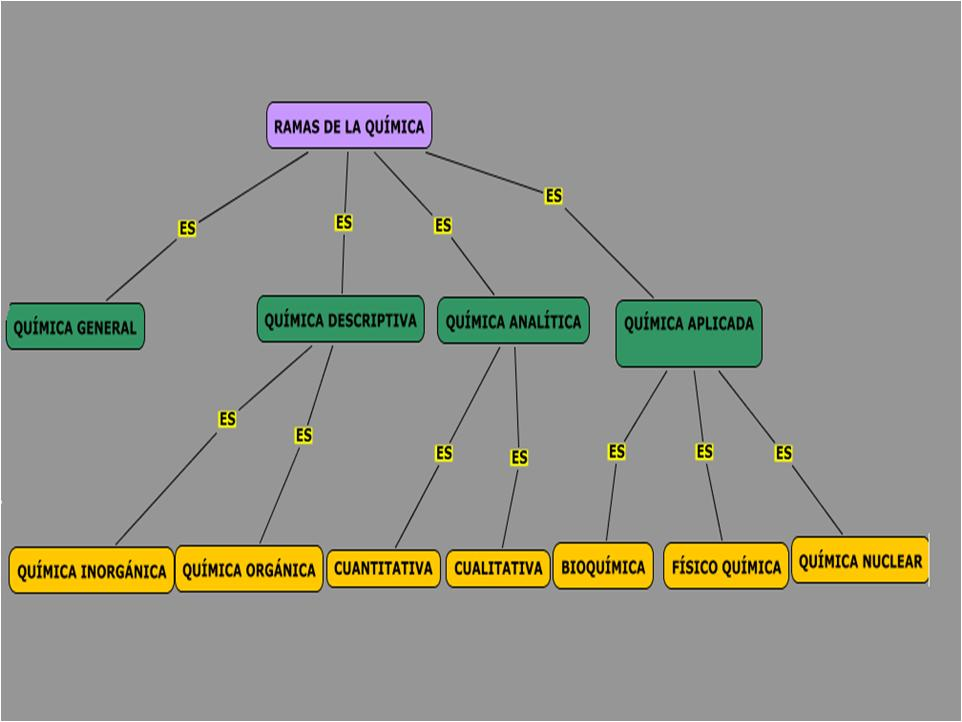 RAMAS DE LA QUÍMICA
ES
ES
ES
ES
QUÍMICA GENERAL
QUÍMICA DESCRIPTIVA
QUÍMICA ANALÍTICA
QUÍMICA APLICADA
ES
ES
ES
ES
ES
ES
ES
QUÍMICA INORGÁNICA
QUÍMICA ORGÁNICA
CUANTITATIVA
CUALITATIVA
BIOQUÍMICA
FÍSICO QUÍMICA
QUÍMICA NUCLEAR